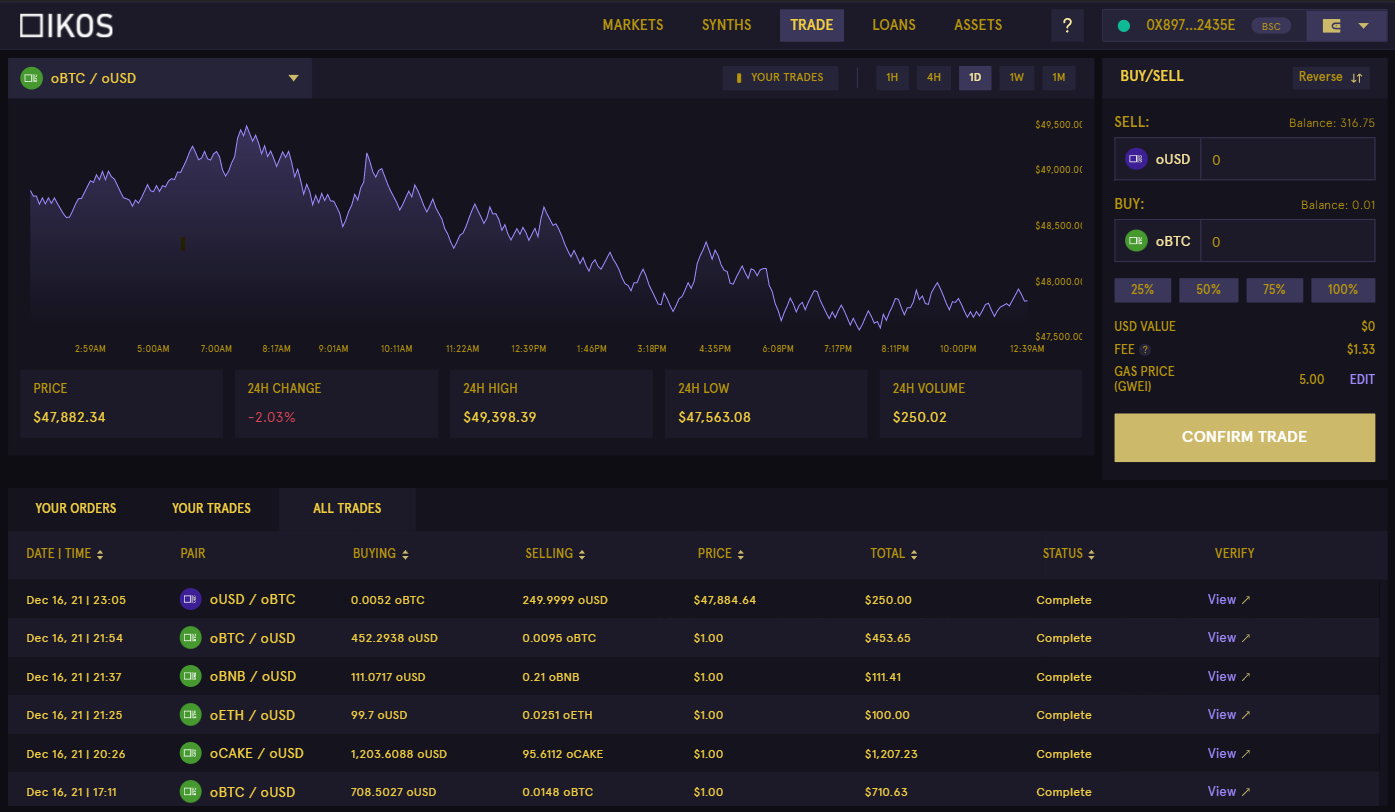 OIKOS
MARKETS SYNTHS TRADE LOANS ASSETS ? 0X897...2435E BSC
oBTC / oUSD
YOUR TRADES 1H 4H 1D 1W 1M
$49,500.00
$49,000.00
$48,500.00
$48,000.00
$47,500.00
2:59AM 5:00AM 7:00AM 8:17AM 9:01AM 10:11AM 11:22AM 12:39PM 1:46PM 3:18PM 4:35PM 6:08PM 7:17PM 8:11PM 10:00PM 12:39AM
PRICE 24H CHANGE 24H HIGH 24H LOW 24H VOLUME
$47,882.34 -2.03% $49,398.39 $47,563.08 $250.02
BUY/SELL Reverse
SELL: Balance: 316.75
oUSD 0
BUY: Balance: 0.01
oBTC 0
25% 50% 75% 100%
USD VALUE $0
FEE ? $1.33
GAS PRICE
(GWEI) 5.00 EDIT
CONFIRM TRADE
YOUR ORDERS YOUR TRADES ALL TRADES
DATE | TIME PAIR BUYING SELLING PRICE TOTAL STATUS VERIFY
Dec 16, 21 | 23:05 oUSD / oBTC 0.0052 oBTC 249.9999 oUSD $47,884.64 $250.00 Complete View ↗
Dec 16, 21 | 21:54 oBTC / oUSD 452.2938 oUSD 0.0095 oBTC $1.00 $453.65 Complete View ↗
Dec 16, 21 | 21:37 oBNB / oUSD 111.0717 oUSD 0.21 oBNB $1.00 $111.41 Complete View ↗
Dec 16, 21 | 21:25 oETH / oUSD 99.7 oUSD 0.0251 oETH $1.00 $100.00 Complete View ↗
Dec 16, 21 | 20:26 oCAKE / oUSD 1,203.6088 oUSD 95.6112 oCAKE $1.00 $1,207.23 Complete View ↗
Dec 16, 21 | 17:11 oBTC / oUSD 708.5027 oUSD 0.0148 oBTC $1.00 $710.63 Complete View ↗